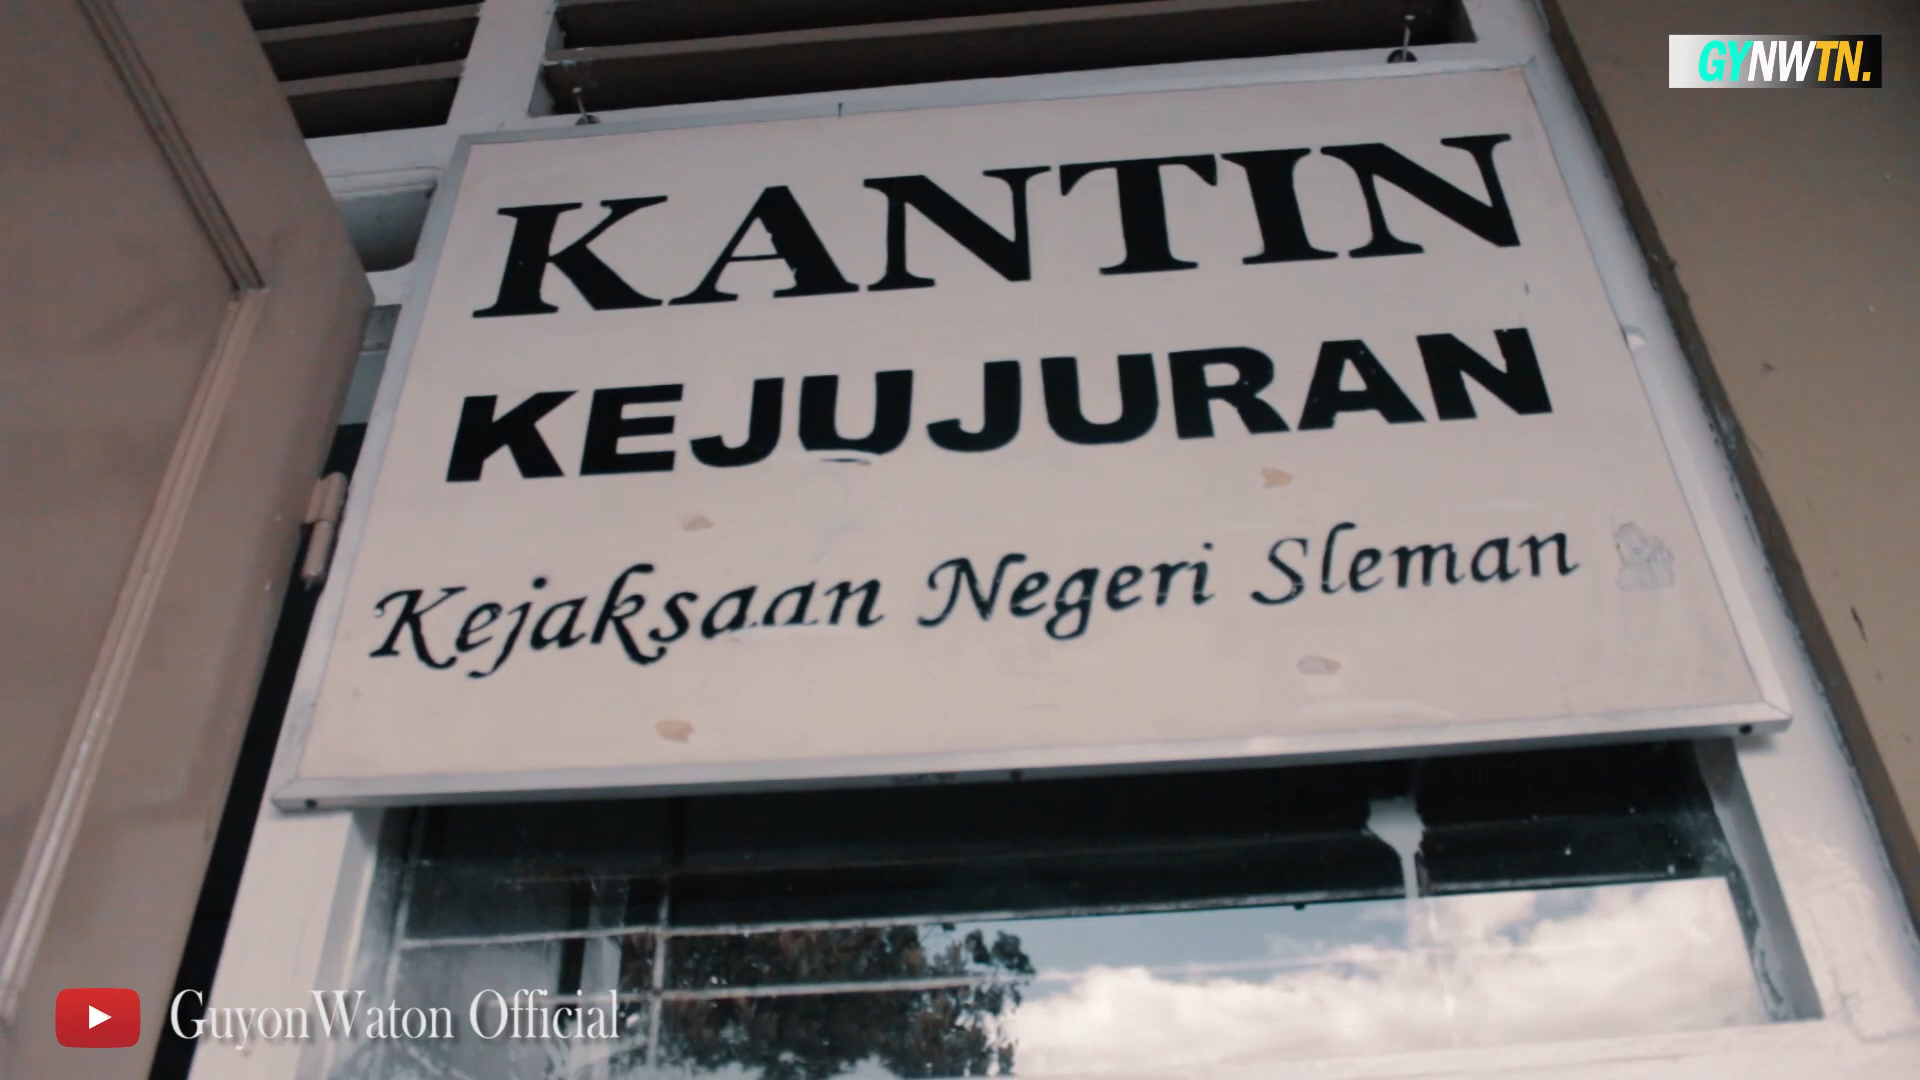 GYNWTN.
KANTIN
KEJUJURAN
Kejaksaan Negeri Sleman
GuyonWaton Official